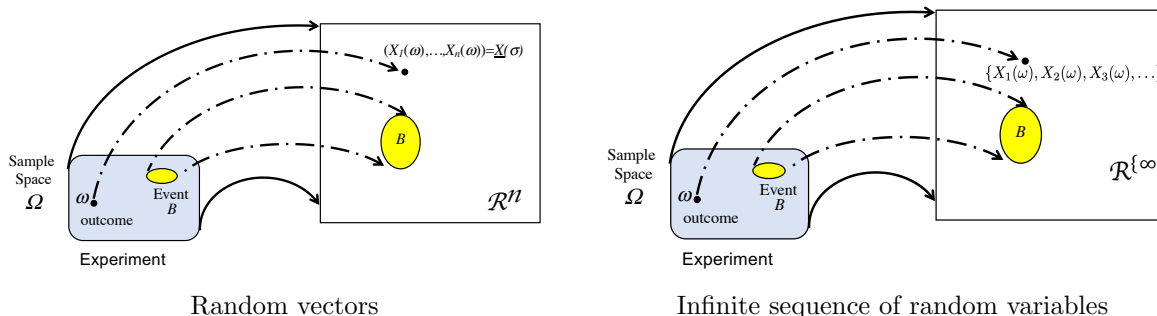 (X₁(ω),…,Xₙ(ω))=X(σ)
B
Sample
Space
Ω
ω
outcome
Event
B
ℛⁿ
Experiment
Random vectors
{X₁(ω), X₂(ω), X₃(ω), …}
B
Sample
Space
Ω
ω
outcome
Event
B
ℛ{∞
Experiment
Infinite sequence of random variables